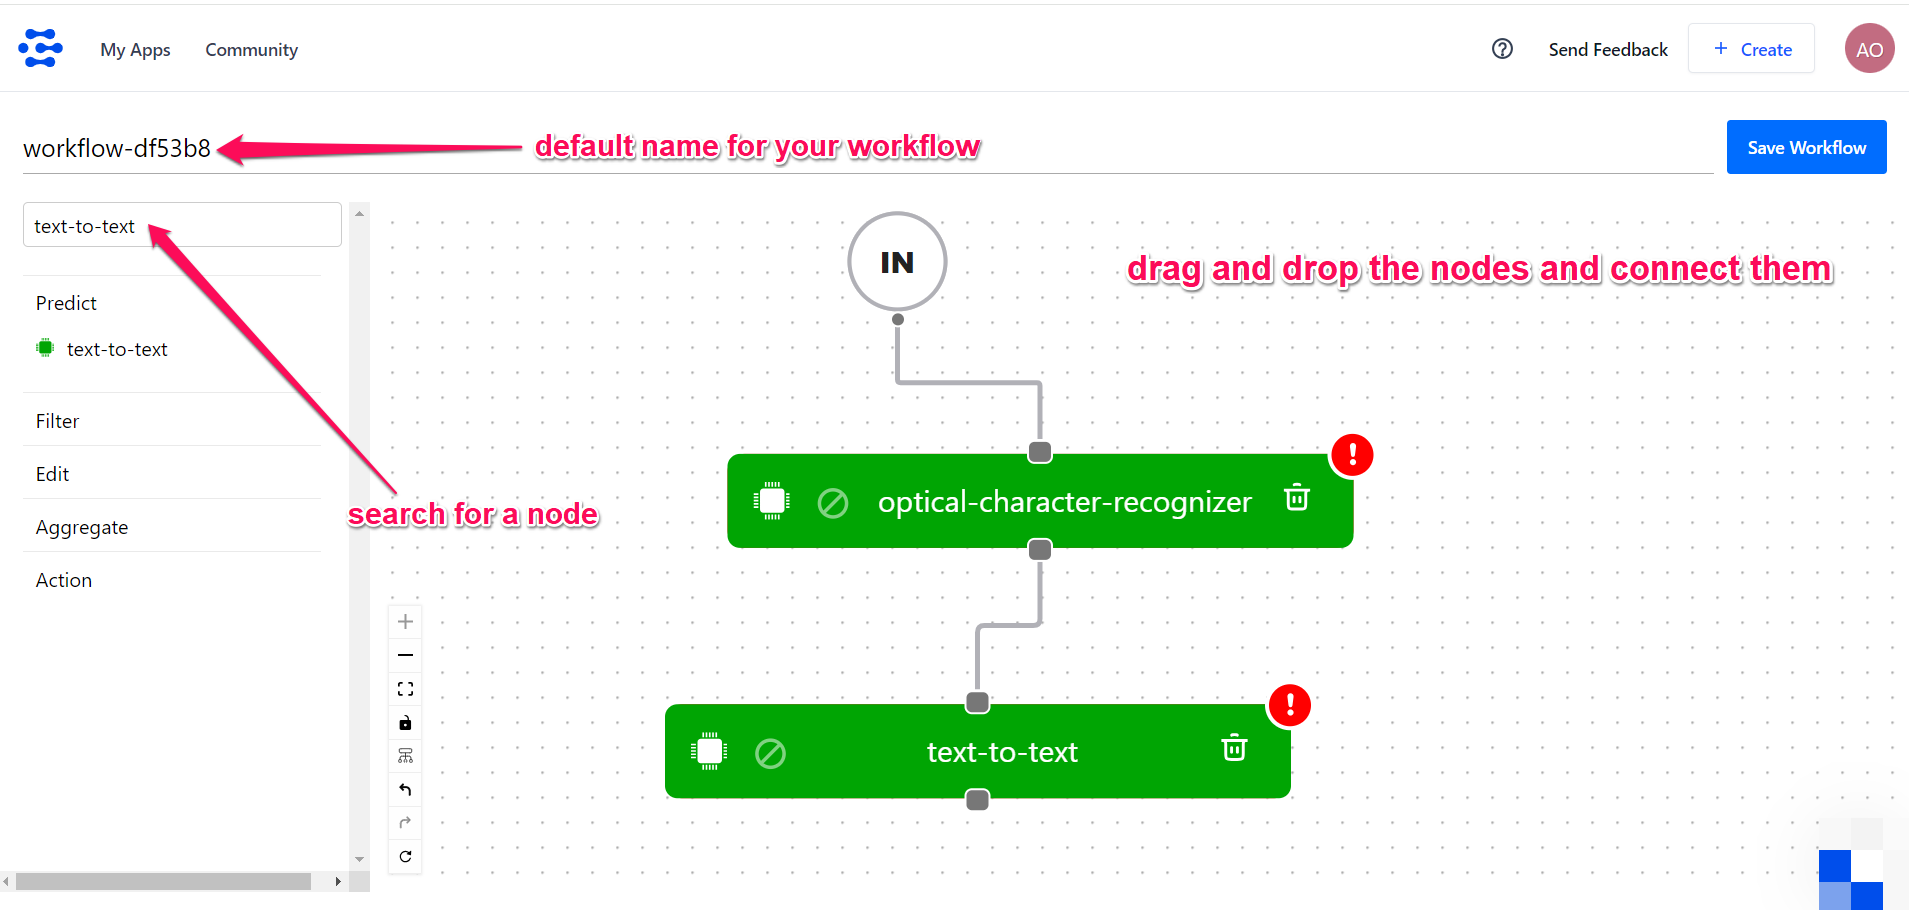 My Apps
Community
Send Feedback
+ Create
AO
workflow-df53b8
default name for your workflow
Save Workflow
text-to-text
IN
drag and drop the nodes and connect them
Predict
text-to-text
Filter
Edit
Aggregate
Action
search for a node
optical-character-recognizer
text-to-text